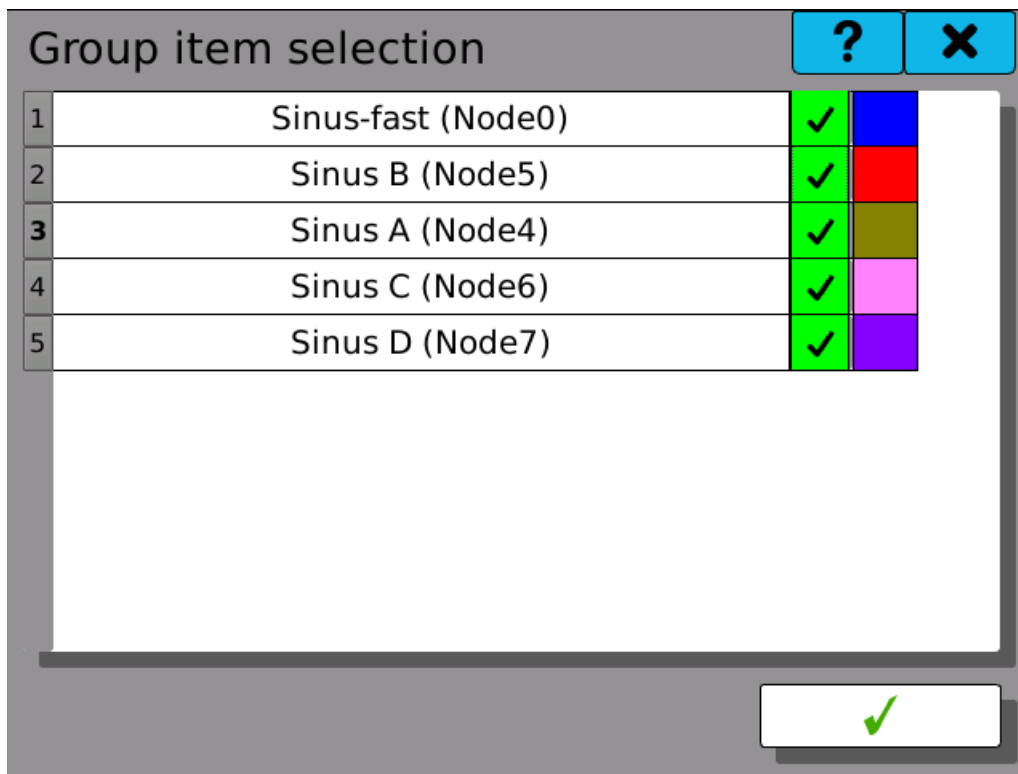 Group item selection ?
1 Sinus-fast (Node0)
2 Sinus B (Node5)
3 Sinus A (Node4)
4 Sinus C (Node6)
5 Sinus D (Node7)